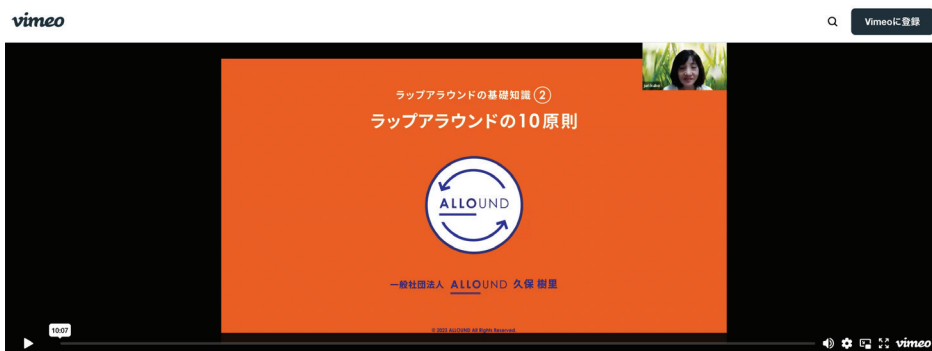 vimeo
Vimeoに登録
ラップアラウンドの基礎知識②
ラップアラウンドの10原則
ALLOUND
一般社団法人 ALLOUND 久保 樹里
© 2023 ALLOUND All Rights Reserved.
10:07
vimeo